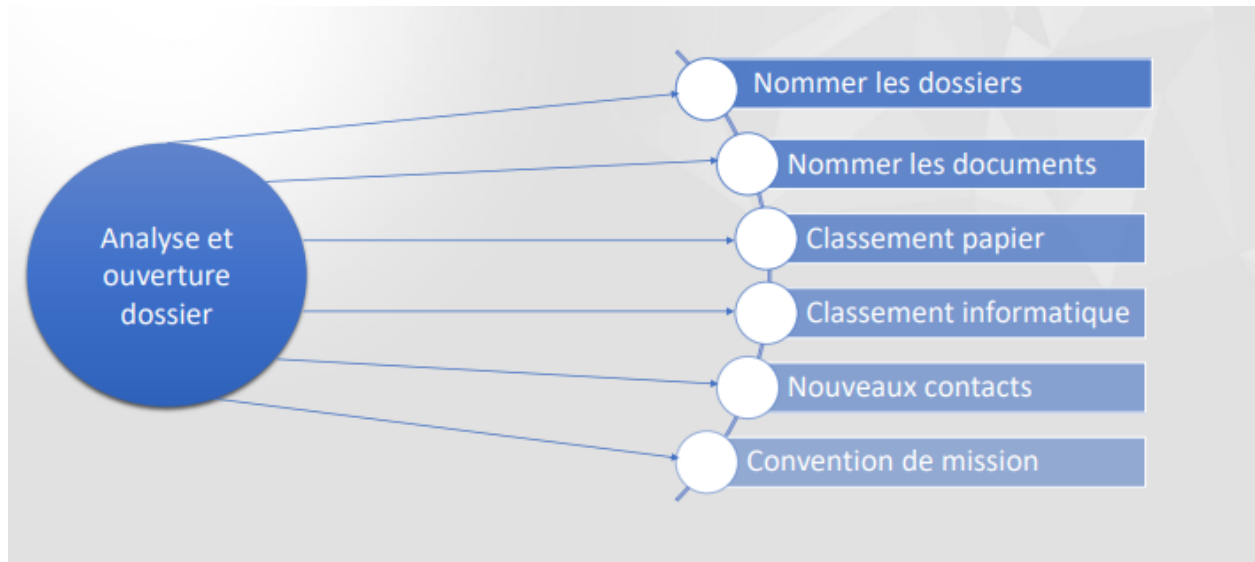 Analyse et
ouverture
dossier
Nommer les dossiers
Nommer les documents
Classement papier
Classement informatique
Nouveaux contacts
Convention de mission